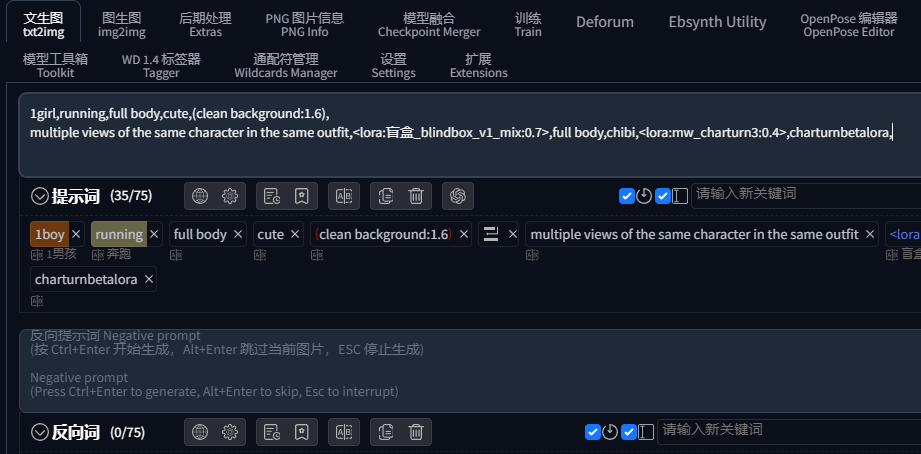 文生图 图生图 后期处理 PNG 图片信息 模型融合 训练 Deforum Ebsynth Utility OpenPose 编辑器
txt2img img2img Extras PNG Info Checkpoint Merger Train OpenPose Editor
模型工具箱 WD 1.4 标签器 通配符管理 设置 扩展
Toolkit Tagger Wildcards Manager Settings Extensions
1girl,running,full body,cute,(clean background:1.6),
multiple views of the same character in the same outfit,<lora:盲盒_blindbox_v1_mix:0.7>,full body,chibi,<lora:mw_charturn3:0.4>,charturnbetalora,
提示词 (35/75) 请输入新关键词
1boy × running × full body × cute × (clean background:1.6) × × multiple views of the same character in the same outfit × <lora
1男孩 奔跑 盲盒
charturnbetalora ×
反向提示词 Negative prompt
(按 Ctrl+Enter 开始生成，Alt+Enter 跳过当前图片，ESC 停止生成)
Negative prompt
(Press Ctrl+Enter to generate, Alt+Enter to skip, Esc to interrupt)
反向词 (0/75) 请输入新关键词